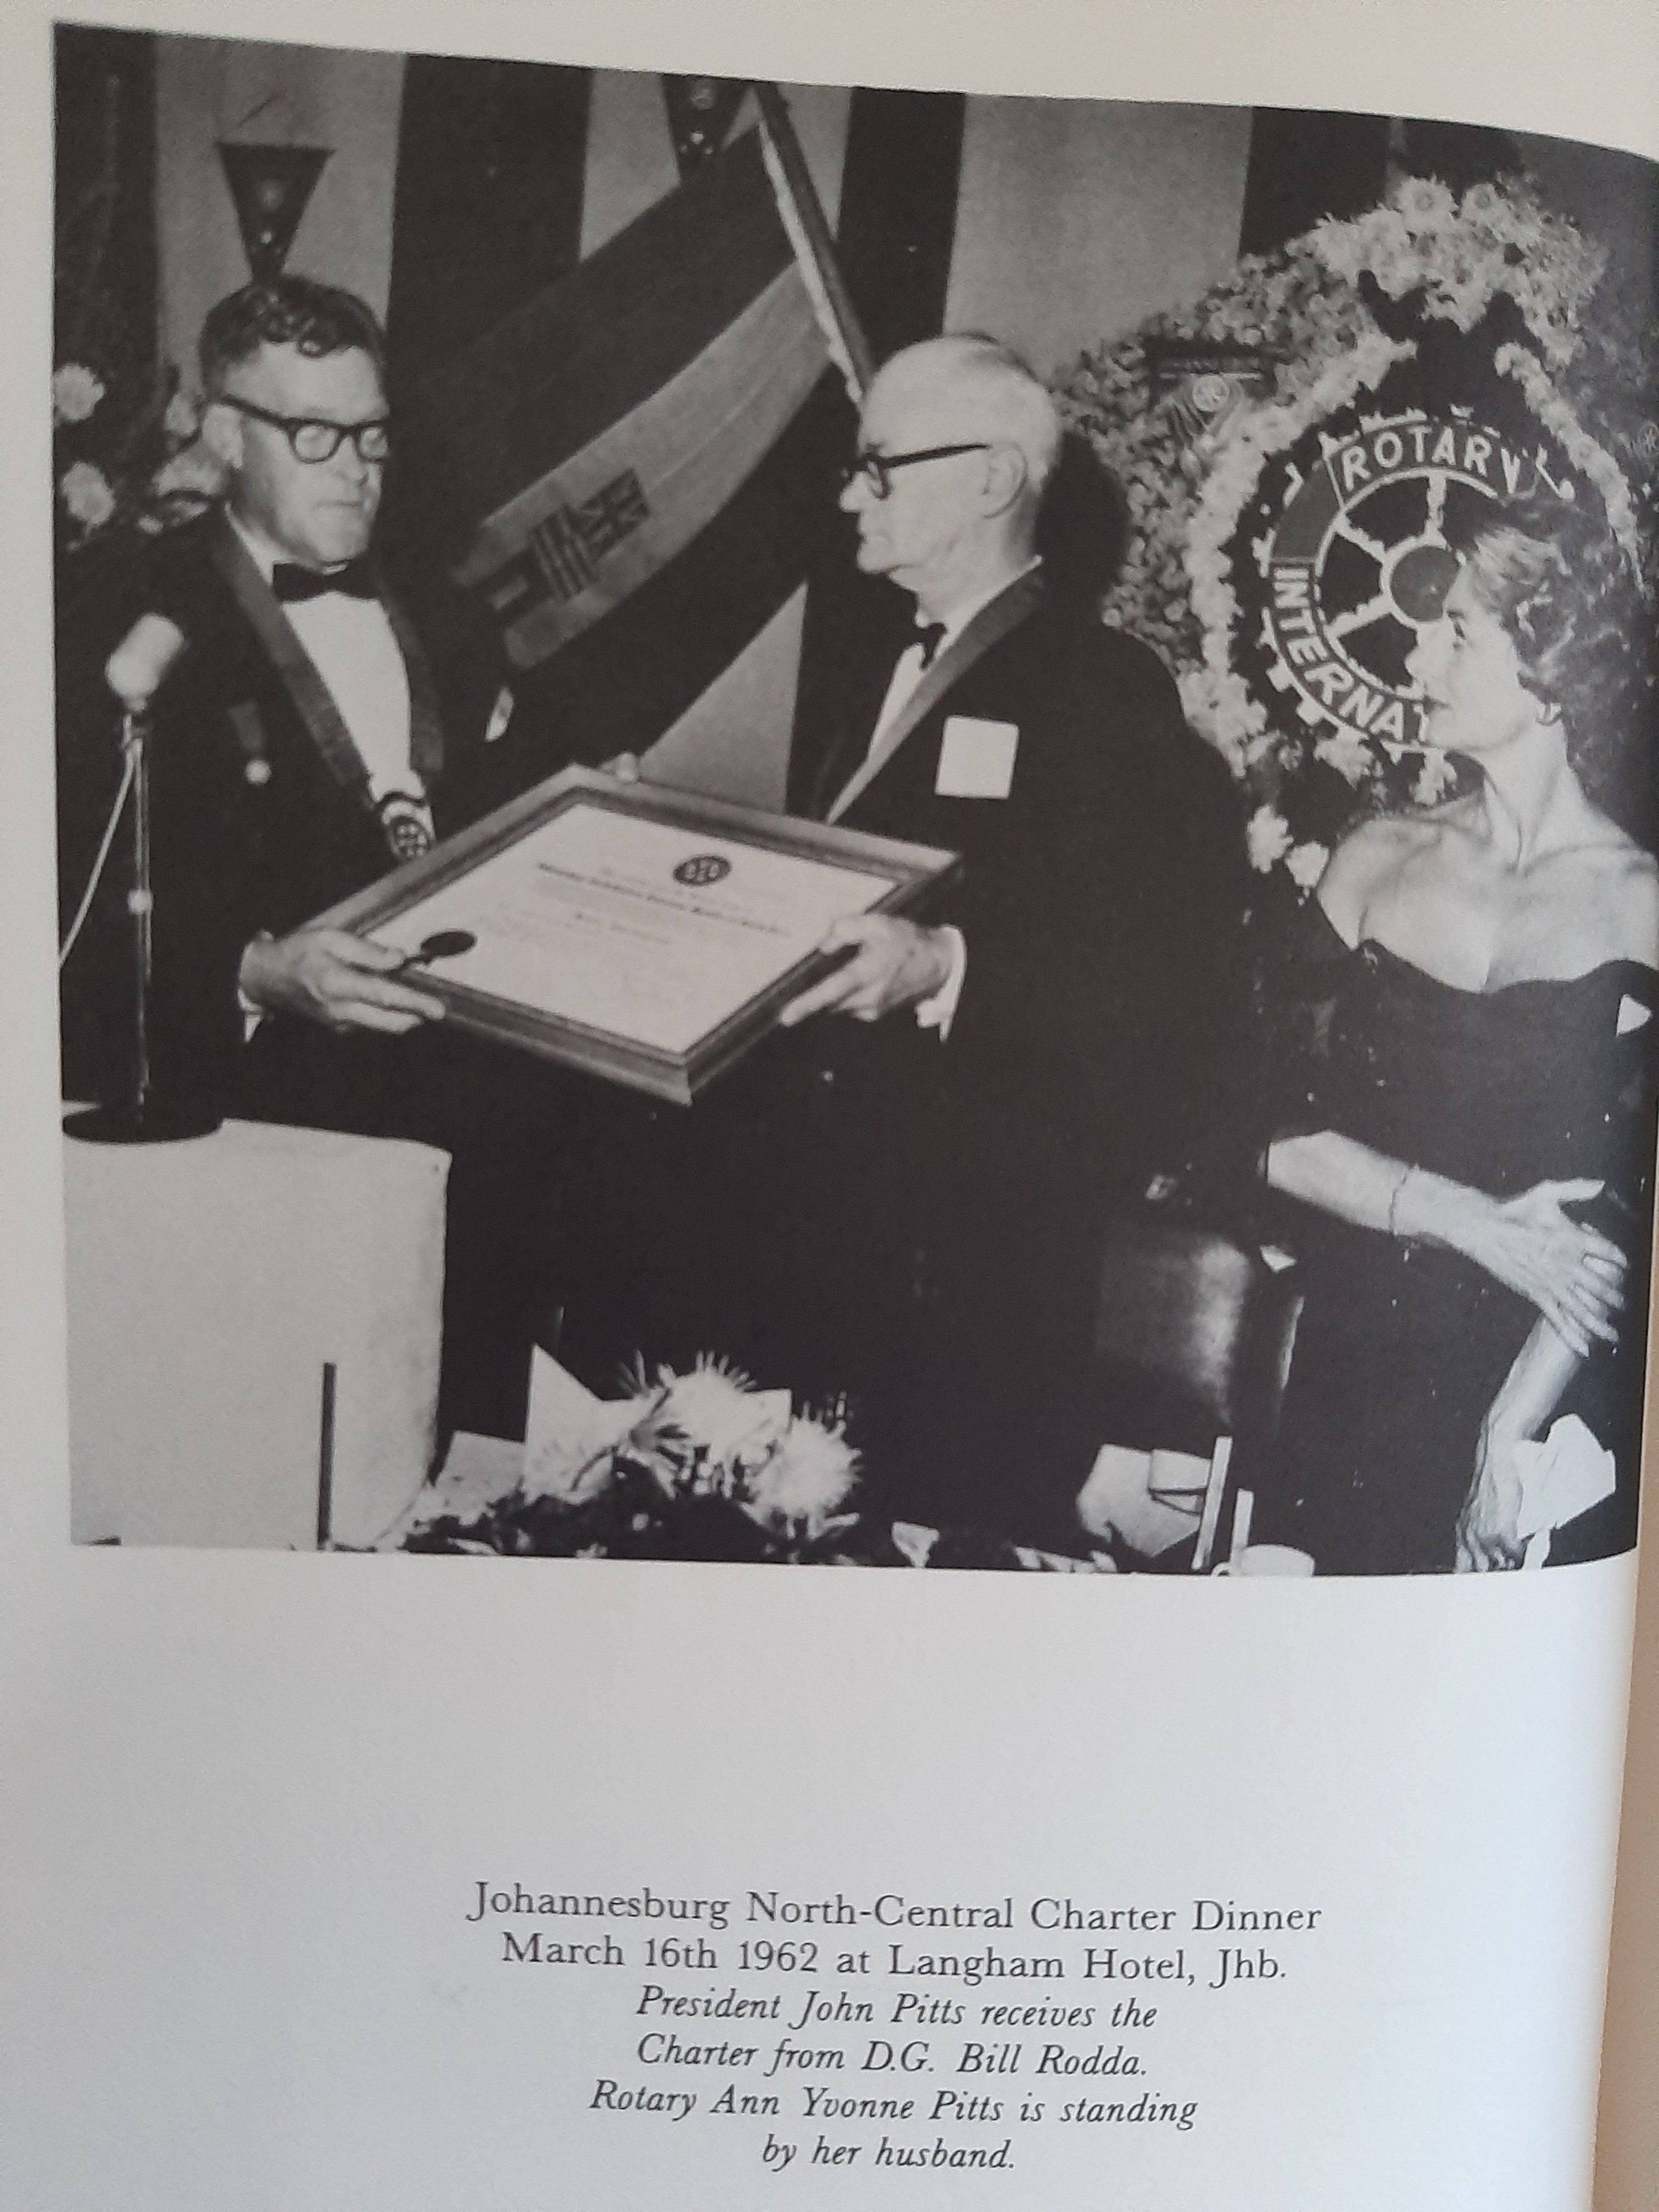 ROTARY
INTERNAT
Johannesburg North-Central Charter Dinner
March 16th 1962 at Langham Hotel, Jhb.
President John Pitts receives the
Charter from D.G. Bill Rodda.
Rotary Ann Yvonne Pitts is standing
by her husband.